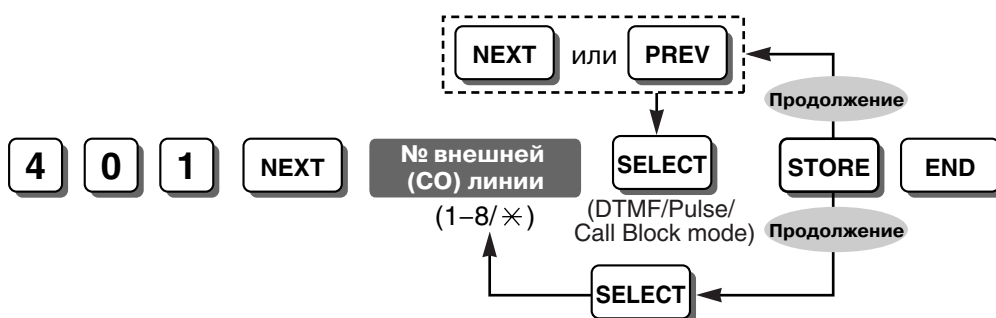 NEXT или PREV
Продолжение
4 0 1 NEXT № внешней (CO) линии SELECT STORE END
(1–8/✳) (DTMF/Pulse/ Call Block mode)
Продолжение
SELECT